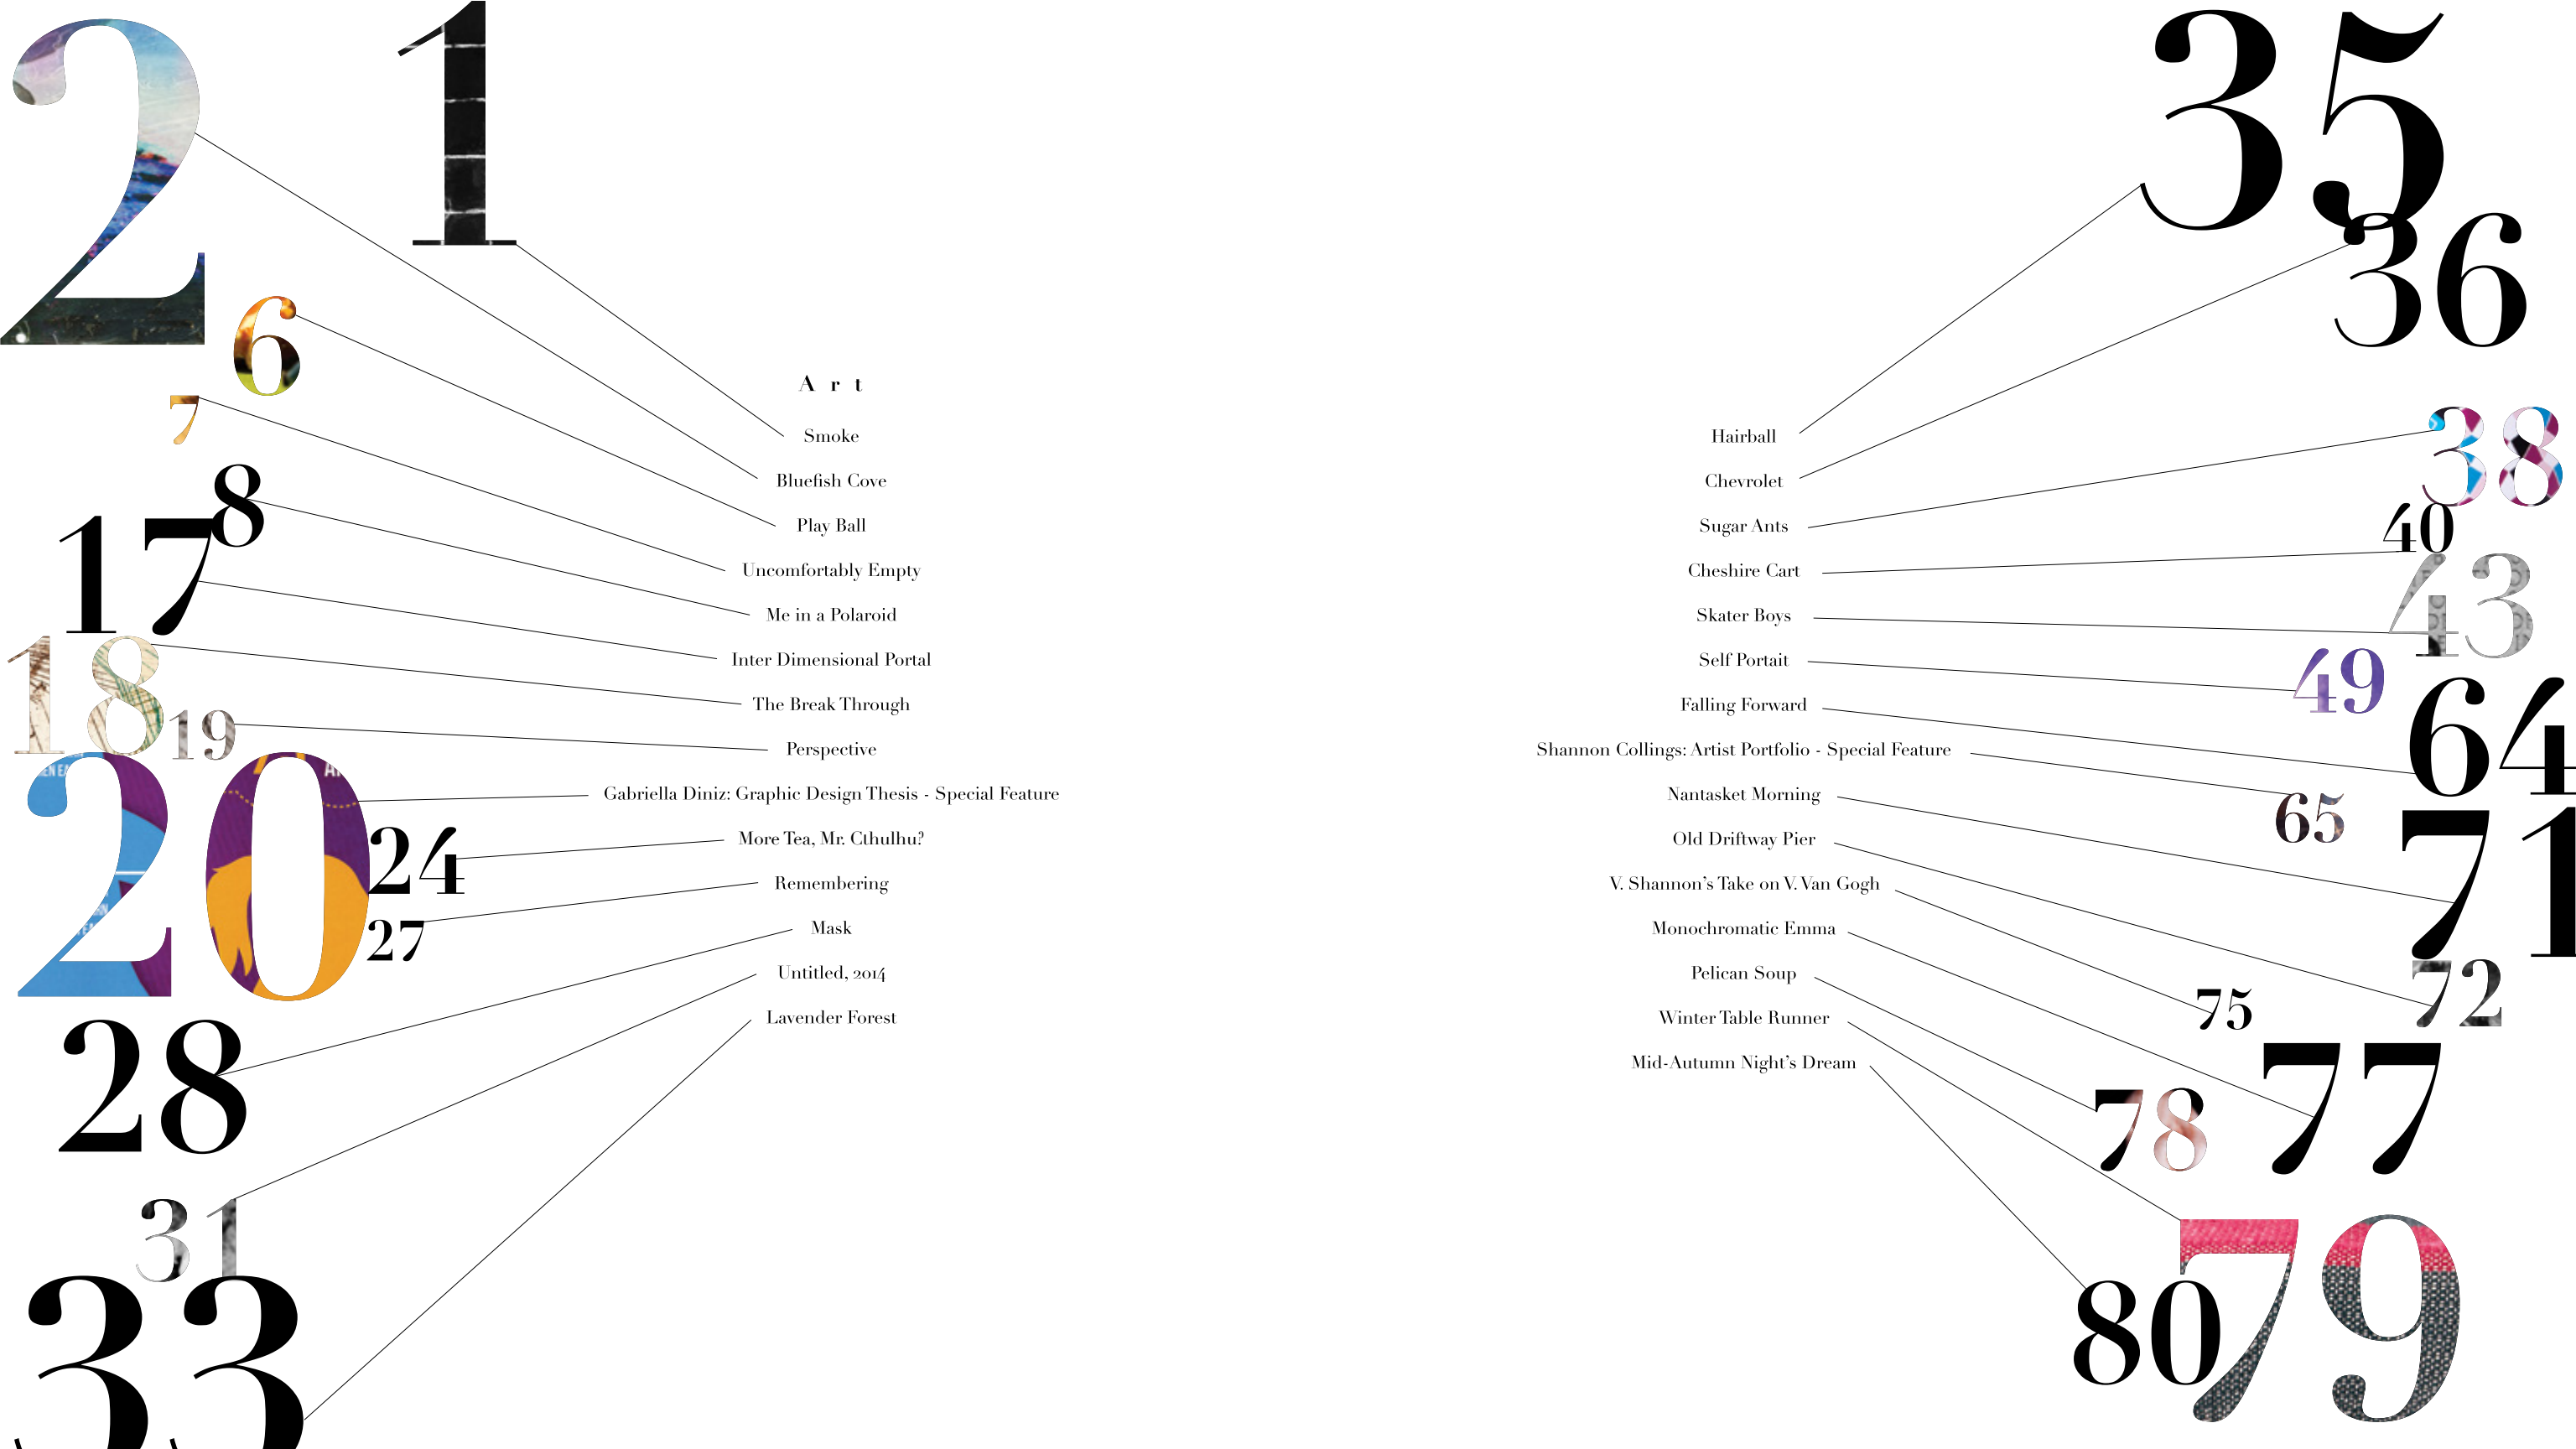 2
1
6
7
8
17
18
19
20
24
27
28
31
33
Art
Smoke
Bluefish Cove
Play Ball
Uncomfortably Empty
Me in a Polaroid
Inter Dimensional Portal
The Break Through
Perspective
Gabriella Diniz: Graphic Design Thesis - Special Feature
More Tea, Mr. Cthulhu?
Remembering
Mask
Untitled, 2014
Lavender Forest
Hairball
Chevrolet
Sugar Ants
Cheshire Cart
Skater Boys
Self Portait
Falling Forward
Shannon Collings: Artist Portfolio - Special Feature
Nantasket Morning
Old Driftway Pier
V. Shannon’s Take on V. Van Gogh
Monochromatic Emma
Pelican Soup
Winter Table Runner
Mid-Autumn Night’s Dream
35
36
38
40
43
49
64
65
71
72
75
77
78
79
80